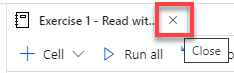 Exercise 1 - Read wit...
+ Cell Run all
Close